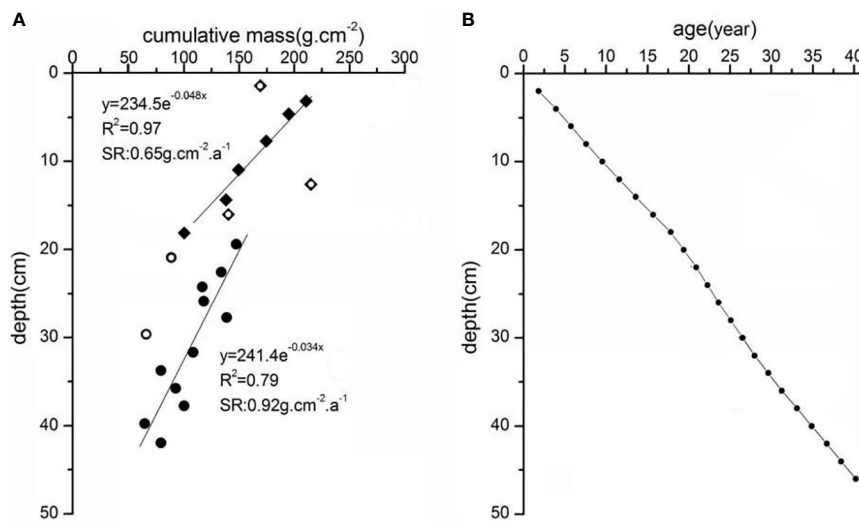 A
cumulative mass(g.cm⁻²)
0 50 100 150 200 250 300
0
10
20
30
40
50
depth(cm)
y=234.5e⁻⁰·⁰⁴⁸ˣ
R²=0.97
SR:0.65g.cm⁻².a⁻¹
y=241.4e⁻⁰·⁰³⁴ˣ
R²=0.79
SR:0.92g.cm⁻².a⁻¹
B
age(year)
0 5 10 15 20 25 30 35 40
0
10
20
30
40
50
depth(cm)